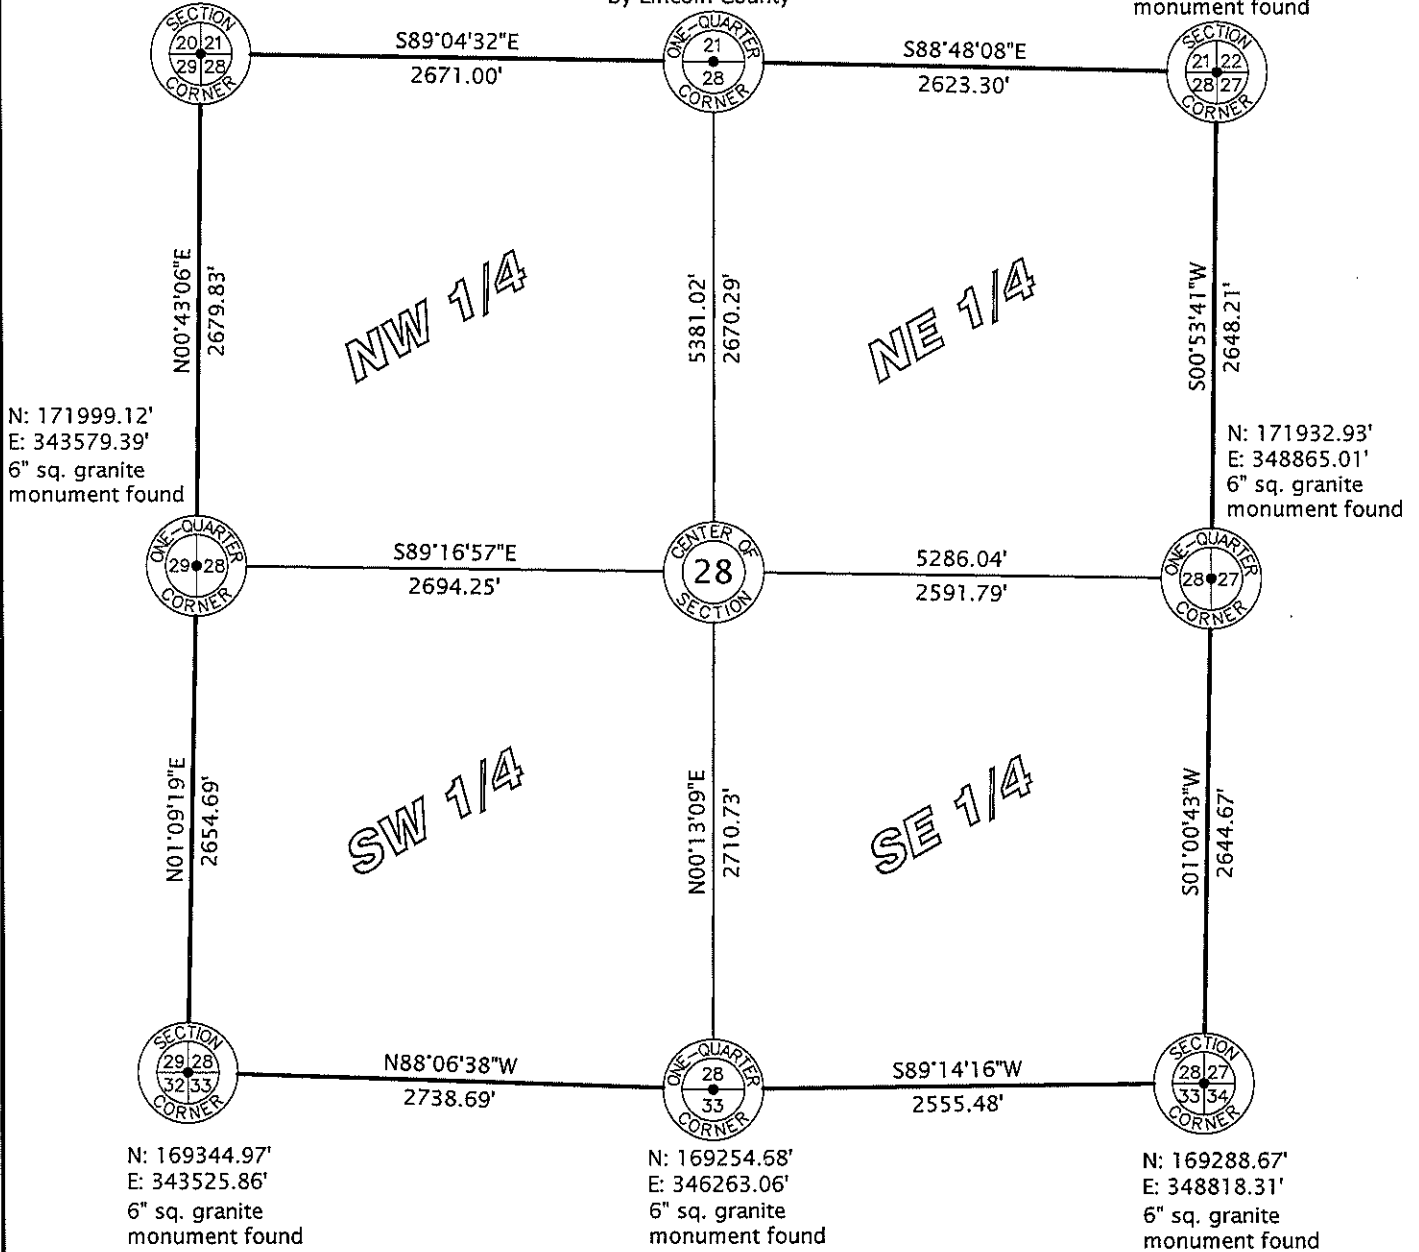 by Lincoln County
monument found
SECTION
20 21
29 28
CORNER
S89°04'32"E
2671.00'
ONE-QUARTER
21
28
CORNER
S88°48'08"E
2623.30'
SECTION
21 22
28 27
CORNER
N00°43'06"E
2679.83'
NW 1/4
5381.02'
2670.29'
NE 1/4
S00°53'41"W
2648.21'
N: 171999.12'
E: 343579.39'
6" sq. granite
monument found
N: 171932.93'
E: 348865.01'
6" sq. granite
monument found
ONE-QUARTER
29 28
CORNER
S89°16'57"E
2694.25'
CENTER OF
28
SECTION
5286.04'
2591.79'
ONE-QUARTER
28 27
CORNER
N01°09'19"E
2654.69'
SW 1/4
N00°13'09"E
2710.73'
SE 1/4
S01°00'43"W
2644.67'
SECTION
29 28
32 33
CORNER
N88°06'38"W
2738.69'
ONE-QUARTER
28
33
CORNER
S89°14'16"W
2555.48'
SECTION
28 27
33 34
CORNER
N: 169344.97'
E: 343525.86'
6" sq. granite
monument found
N: 169254.68'
E: 346263.06'
6" sq. granite
monument found
N: 169288.67'
E: 348818.31'
6" sq. granite
monument found